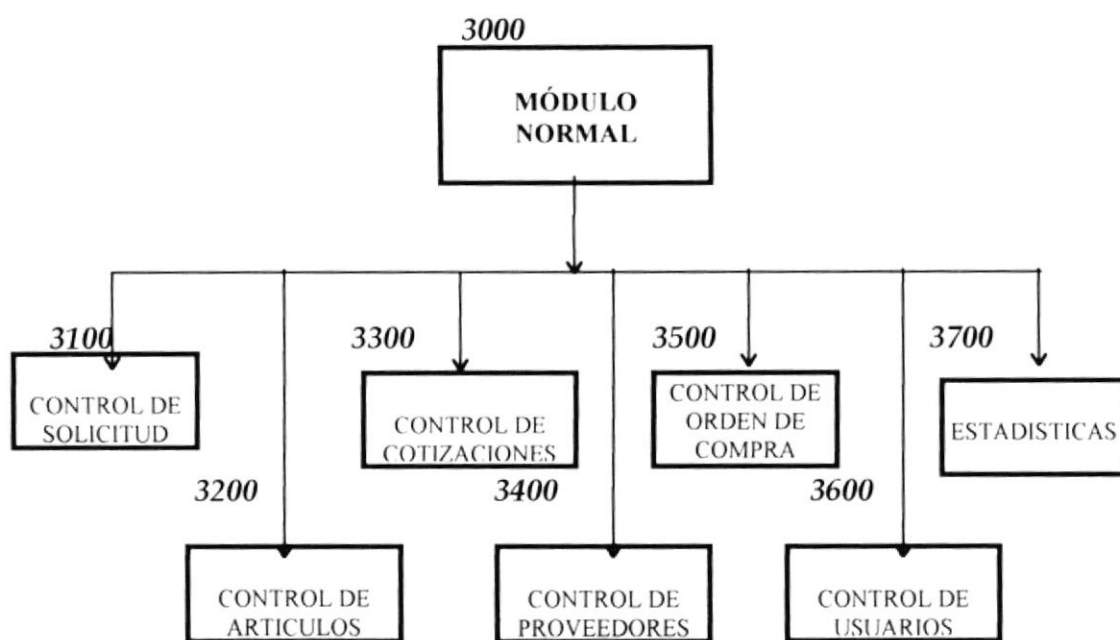 3000
MÓDULO
NORMAL
3100
CONTROL DE
SOLICITUD
3300
CONTROL DE
COTIZACIONES
3500
CONTROL DE
ORDEN DE
COMPRA
3700
ESTADISTICAS
3200
CONTROL DE
ARTICULOS
3400
CONTROL DE
PROVEEDORES
3600
CONTROL DE
USUARIOS